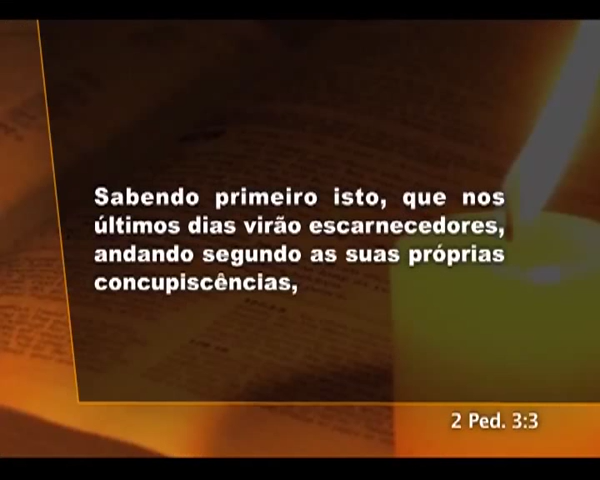 Sabendo primeiro isto, que nos
últimos dias virão escarnecedores,
andando segundo as suas próprias
concupiscências,
2 Ped. 3:3